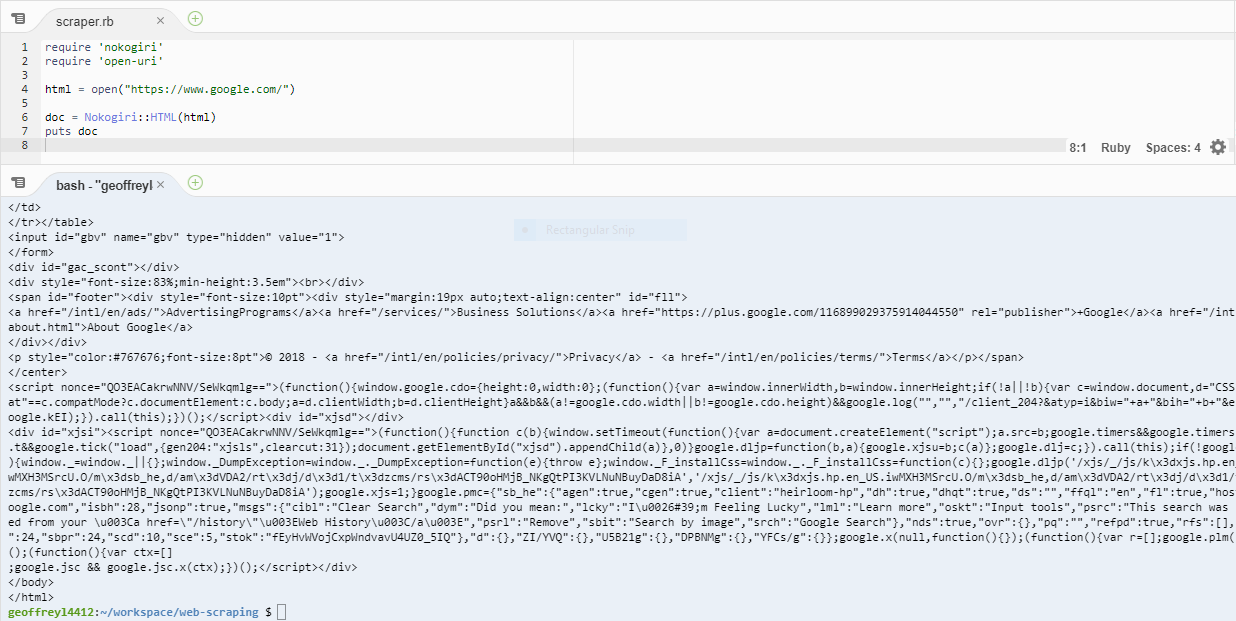 scraper.rb
1 require 'nokogiri'
2 require 'open-uri'
3
4 html = open("https://www.google.com/")
5
6 doc = Nokogiri::HTML(html)
7 puts doc
8
8:1 Ruby Spaces: 4
bash - "geoffreyl
</td>
</tr></table>
<input id="gbv" name="gbv" type="hidden" value="1">
Rectangular Snip
</form>
<div id="gac_scont"></div>
<div style="font-size:83%;min-height:3.5em"><br></div>
<span id="footer"><div style="font-size:10pt"><div style="margin:19px auto;text-align:center" id="fll">
<a href="/intl/en/ads/">AdvertisingPrograms</a><a href="/services/">Business Solutions</a><a href="https://plus.google.com/116899029375914044550" rel="publisher">+Google</a><a href="/int
about.html">About Google</a>
</div></div>
<p style="color:#767676;font-size:8pt">© 2018 - <a href="/intl/en/policies/privacy/">Privacy</a> - <a href="/intl/en/policies/terms/">Terms</a></p></span>
</center>
<script nonce="QO3EACakrwNNV/SeWkqmlg==">(function(){window.google.cdo={height:0,width:0};(function(){var a=window.innerWidth,b=window.innerHeight;if(!a||!b){var c=window.document,d="CSS
at"==c.compatMode?c.documentElement:c.body;a=d.clientWidth;b=d.clientHeight}a&&b&&(a!=google.cdo.width||b!=google.cdo.height)&&google.log("","","/client_204?&atyp=i&biw="+a+"&bih="+b+"&e
oogle.kEI);}).call(this);})();</script><div id="xjsd"></div>
<div id="xjsi"><script nonce="QO3EACakrwNNV/SeWkqmlg==">(function(){function c(b){window.setTimeout(function(){var a=document.createElement("script");a.src=b;google.timers&&google.timers
.t&&google.tick("load",{gen204:"xjsls",clearcut:31});document.getElementById("xjsd").appendChild(a)},0)}google.dljp=function(b,a){google.xjsu=b;c(a)};google.dlj=c;}).call(this);if(!goog
){window._=window._||{};window._DumpException=window._._DumpException=function(e){throw e};window._F_installCss=window._._F_installCss=function(c){};google.dljp('/xjs/_/js/k\x3dxjs.hp.en_
wMXH3MSrcU.O/m\x3dsb_he,d/am\x3dVDA2/rt\x3dj/d\x3d1/t\x3dzcms/rs\x3dACT90oHMjB_NKgQtPI3KVLNuNBuyDaD8iA','/xjs/_/js/k\x3dxjs.hp.en_US.iwMXH3MSrcU.O/m\x3dsb_he,d/am\x3dVDA2/rt\x3dj/d\x3d1
zcms/rs\x3dACT90oHMjB_NKgQtPI3KVLNuNBuyDaD8iA');google.xjs=1;}google.pmc={"sb_he":{"agen":true,"cgen":true,"client":"heirloom-hp","dh":true,"dhqt":true,"ds":"","ffql":"en","fl":true,"hos
oogle.com","isbh":28,"jsonp":true,"msgs":{"cibl":"Clear Search","dym":"Did you mean:","lcky":"I\u0026#39;m Feeling Lucky","lml":"Learn more","oskt":"Input tools","psrc":"This search was
ed from your \u003Ca href=\"/history\"\u003EWeb History\u003C/a\u003E","psrl":"Remove","sbit":"Search by image","srch":"Google Search"},"nds":true,"ovr":{},"pq":"","refpd":true,"rfs":[],
":24,"sbpr":24,"scd":10,"sce":5,"stok":"fEyHvWVojCxpWndvavU4UZ0_5IQ"},"d":{},"ZI/YVQ":{},"U5B21g":{},"DPBNMg":{},"YFCs/g":{}};google.x(null,function(){});(function(){var r=[];google.plm(
();(function(){var ctx=[]
;google.jsc && google.jsc.x(ctx);})();</script></div>
</body>
</html>
geoffreyl4412:~/workspace/web-scraping $